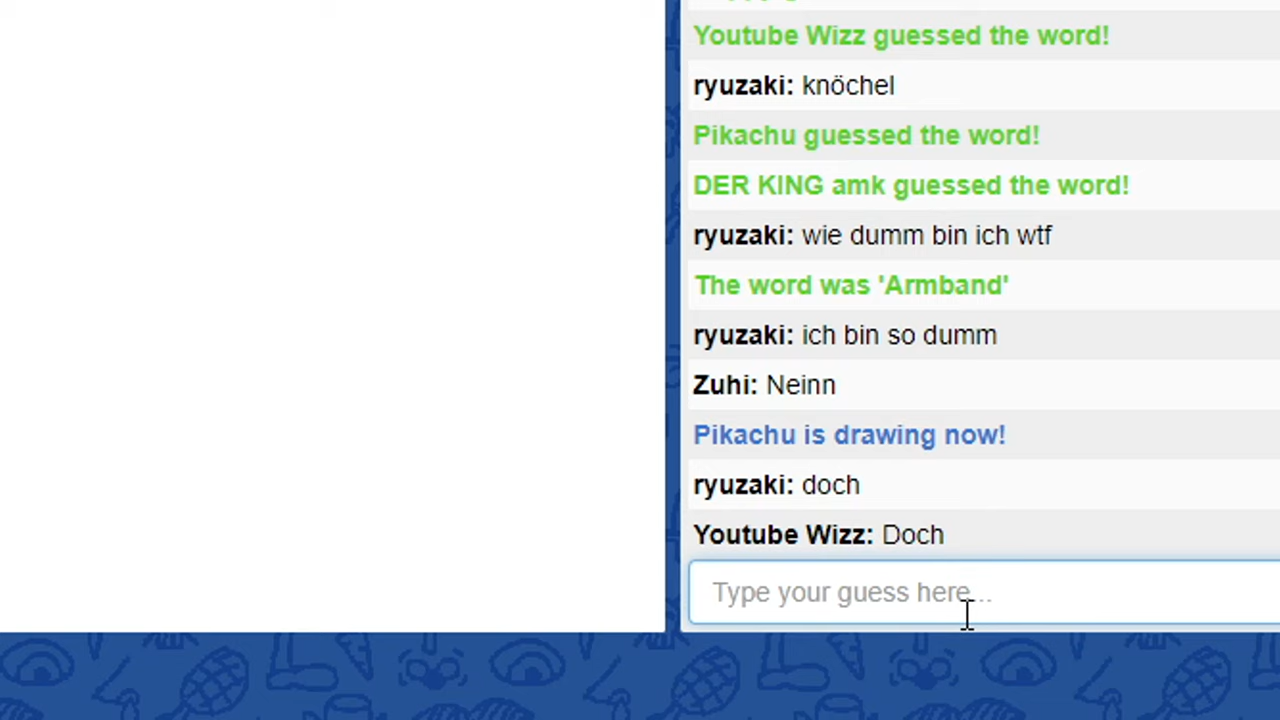 Youtube Wizz guessed the word!
ryuzaki: knöchel
Pikachu guessed the word!
DER KING amk guessed the word!
ryuzaki: wie dumm bin ich wtf
The word was 'Armband'
ryuzaki: ich bin so dumm
Zuhi: Neinn
Pikachu is drawing now!
ryuzaki: doch
Youtube Wizz: Doch
Type your guess here...